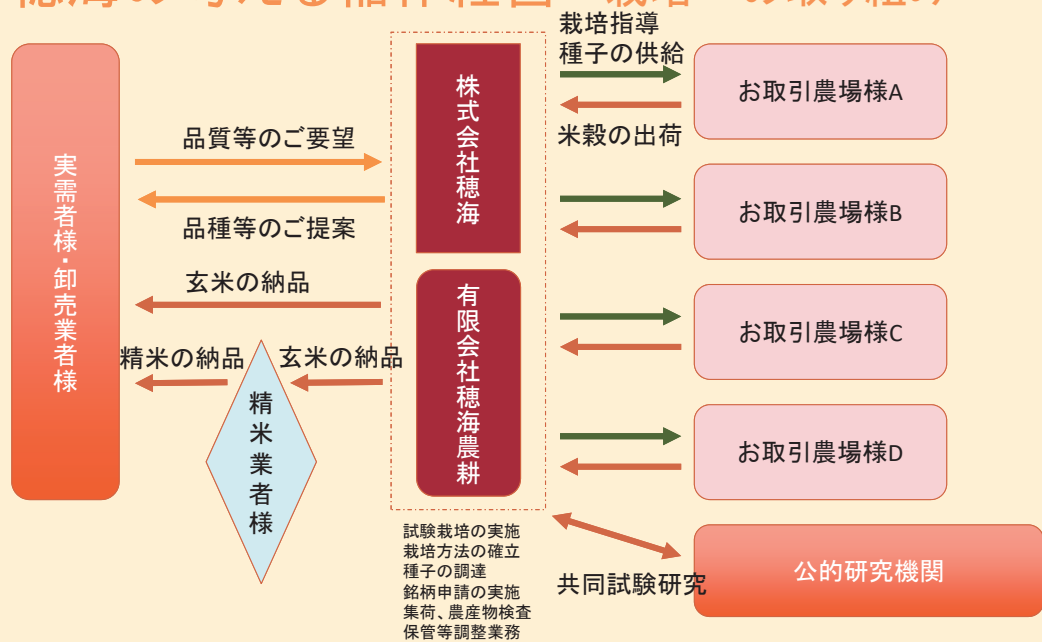 栽培指導
種子の供給
お取引農場様A
米穀の出荷
株式会社穂海
品質等のご要望
品種等のご提案
お取引農場様B
実需者様・卸売業者様
玄米の納品
有限会社穂海農耕
お取引農場様C
精米の納品
玄米の納品
精米業者様
お取引農場様D
試験栽培の実施
栽培方法の確立
種子の調達
銘柄申請の実施
集荷、農産物検査
保管等調整業務
共同試験研究
公的研究機関